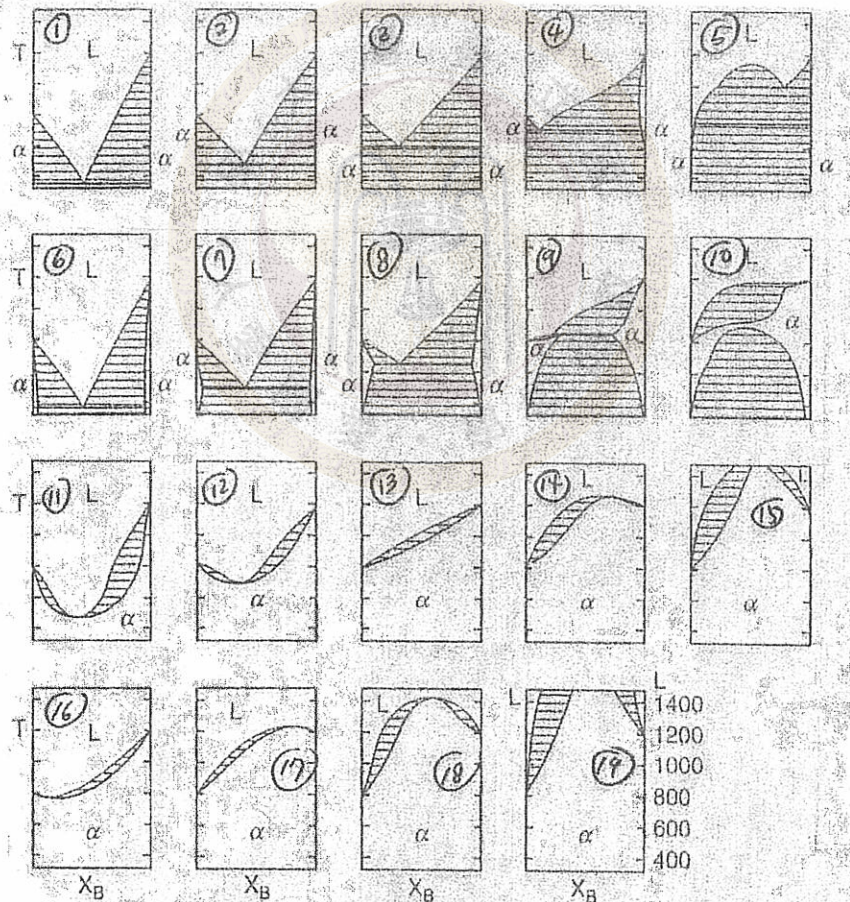 ① ② ③ ④ ⑤
T L L L L L
α α α α α α α α α
⑥ ⑦ ⑧ ⑨ ⑩
T L L L L L
α α α α α α α α α
⑪ ⑫ ⑬ ⑭ ⑮
T L L L L L L
α α α α α
⑯ ⑰ ⑱ ⑲
T L L L L L
α α α α
1400
1200
1000
800
600
400
X_B X_B X_B X_B